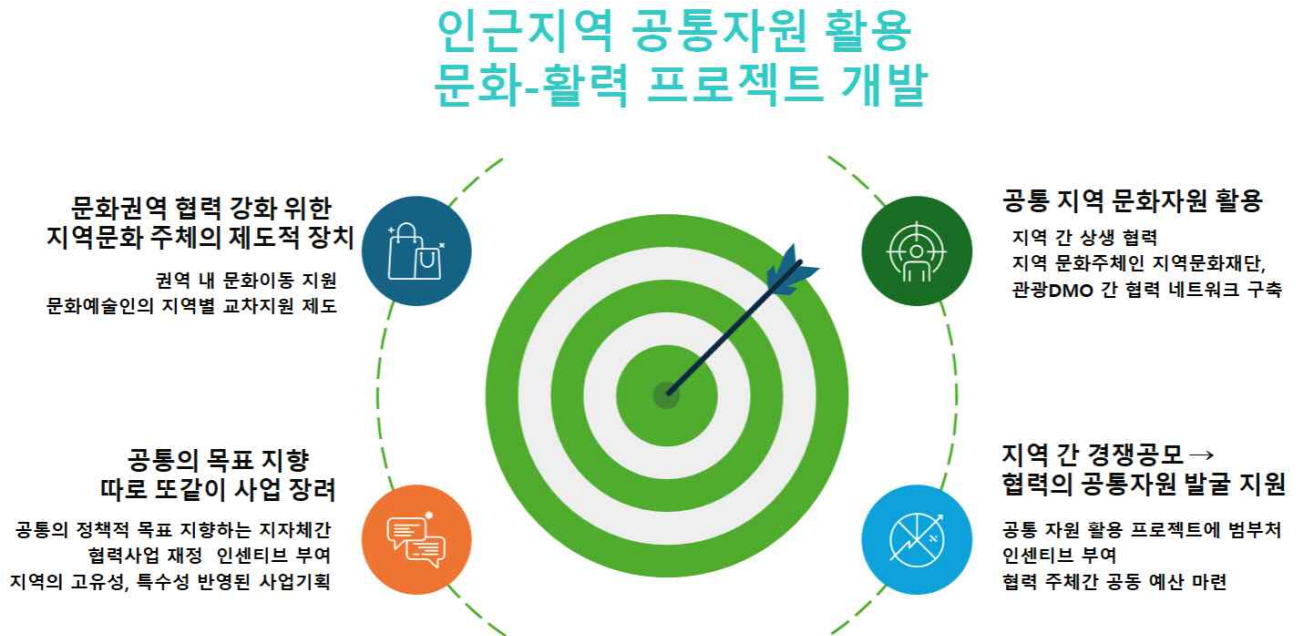 인근지역 공통자원 활용
문화-활력 프로젝트 개발
문화권역 협력 강화 위한
지역문화 주체의 제도적 장치
권역 내 문화이동 지원
문화예술인의 지역별 교차지원 제도
공통 지역 문화자원 활용
지역 간 상생 협력
지역 문화주체인 지역문화재단,
관광DMO 간 협력 네트워크 구축
공통의 목표 지향
따로 또같이 사업 장려
공통의 정책적 목표 지향하는 지자체간
협력사업 재정 인센티브 부여
지역의 고유성, 특수성 반영된 사업기획
지역 간 경쟁공모→
협력의 공통자원 발굴 지원
공통 자원 활용 프로젝트에 범부처
인센티브 부여
협력 주체간 공동 예산 마련